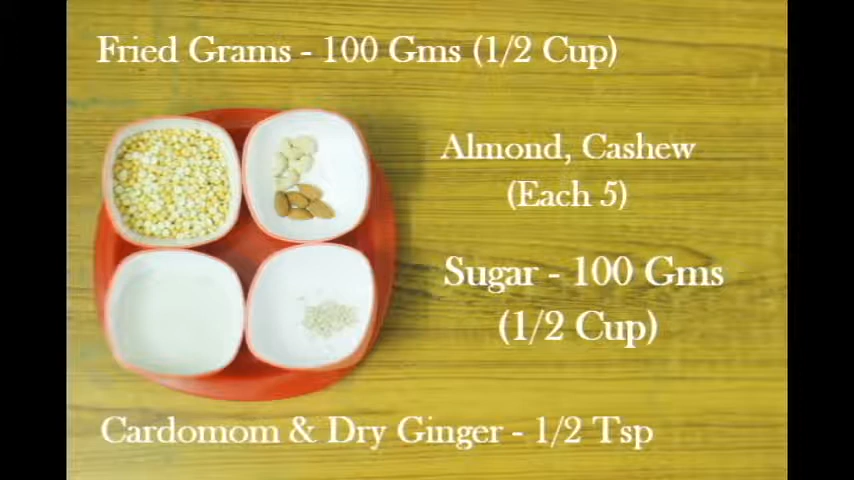 Fried Grams - 100 Gms (1/2 Cup)
Almond, Cashew
(Each 5)
Sugar - 100 Gms
(1/2 Cup)
Cardomom & Dry Ginger - 1/2 Tsp